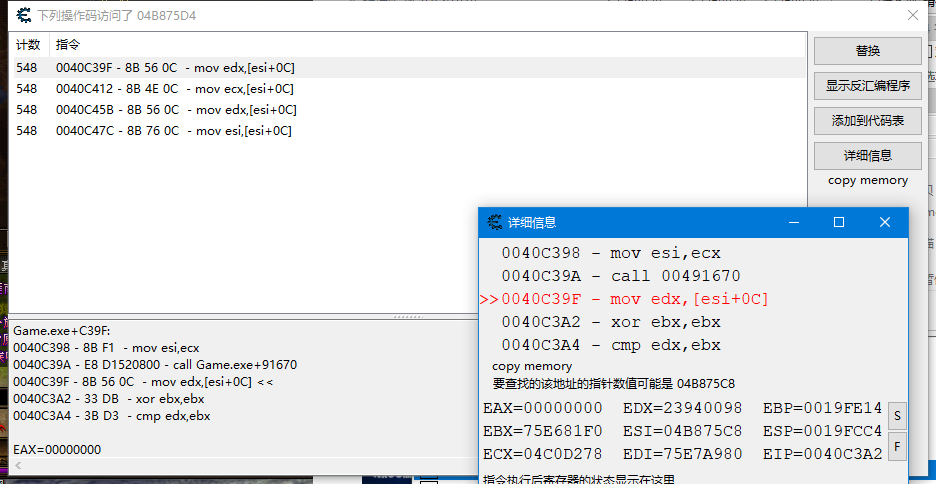 下列操作码访问了 04B875D4
计数 指令
548 0040C39F - 8B 56 0C - mov edx,[esi+0C]
548 0040C412 - 8B 4E 0C - mov ecx,[esi+0C]
548 0040C45B - 8B 56 0C - mov edx,[esi+0C]
548 0040C47C - 8B 76 0C - mov esi,[esi+0C]
替换
显示反汇编程序
添加到代码表
详细信息
copy memory
Game.exe+C39F:
0040C398 - 8B F1 - mov esi,ecx
0040C39A - E8 D1520800 - call Game.exe+91670
0040C39F - 8B 56 0C - mov edx,[esi+0C] <<
0040C3A2 - 33 DB - xor ebx,ebx
0040C3A4 - 3B D3 - cmp edx,ebx
EAX=00000000
详细信息
0040C398 - mov esi,ecx
0040C39A - call 00491670
>>0040C39F - mov edx,[esi+0C]
0040C3A2 - xor ebx,ebx
0040C3A4 - cmp edx,ebx
copy memory
要查找的该地址的指针数值可能是 04B875C8
EAX=00000000 EDX=23940098 EBP=0019FE14
EBX=75E681F0 ESI=04B875C8 ESP=0019FCC4
ECX=04C0D278 EDI=75E7A980 EIP=0040C3A2
S
F
指令执行后寄存器的状态显示在这里